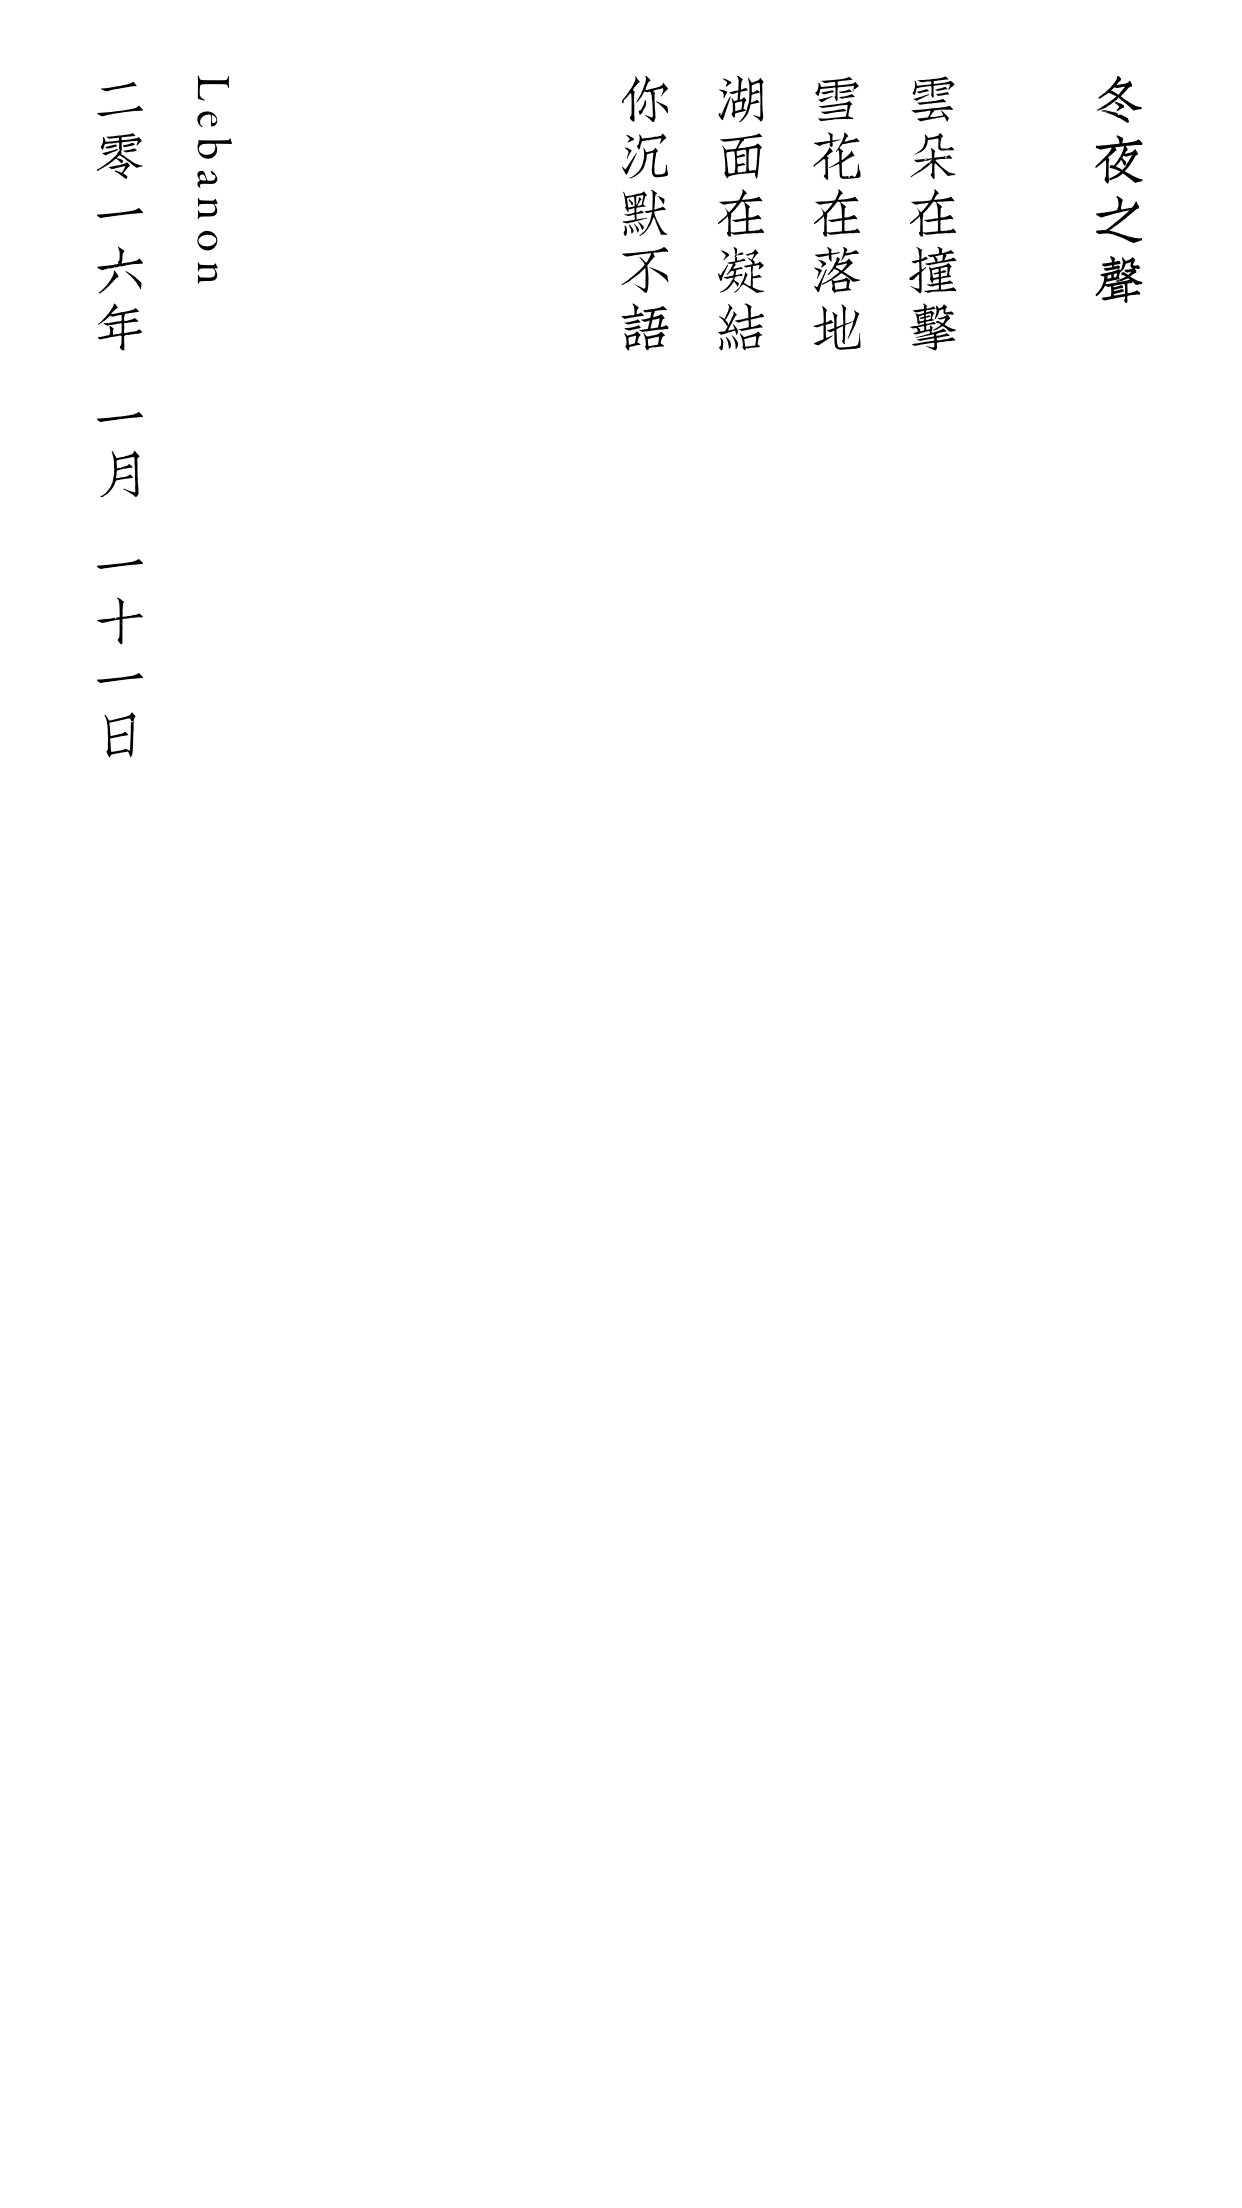 冬夜之聲
雲朵在撞擊
雪花在落地
湖面在凝結
你沉默不語
Lebanon
二零一六年 一月 一十一日